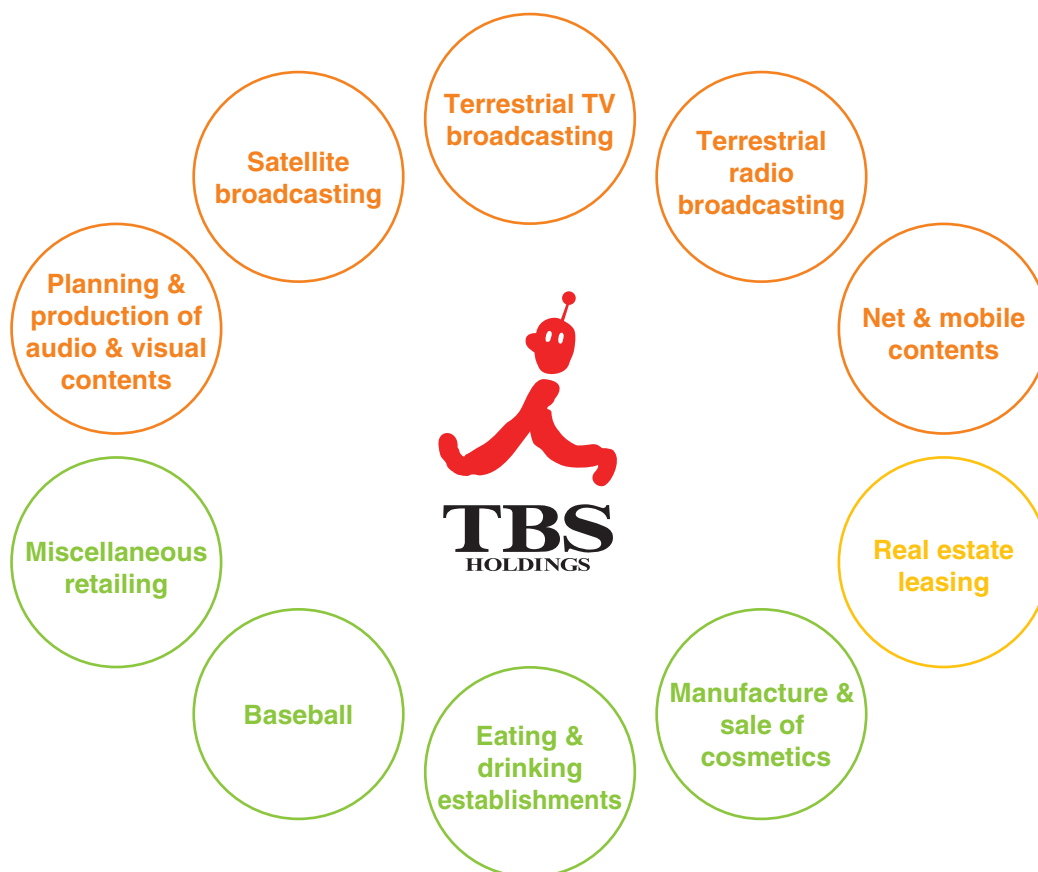 Terrestrial TV
broadcasting
Satellite
broadcasting
Terrestrial
radio
broadcasting
Planning &
production of
audio & visual
contents
Net & mobile
contents
TBS
HOLDINGS
Miscellaneous
retailing
Real estate
leasing
Baseball
Manufacture &
sale of
cosmetics
Eating &
drinking
establishments